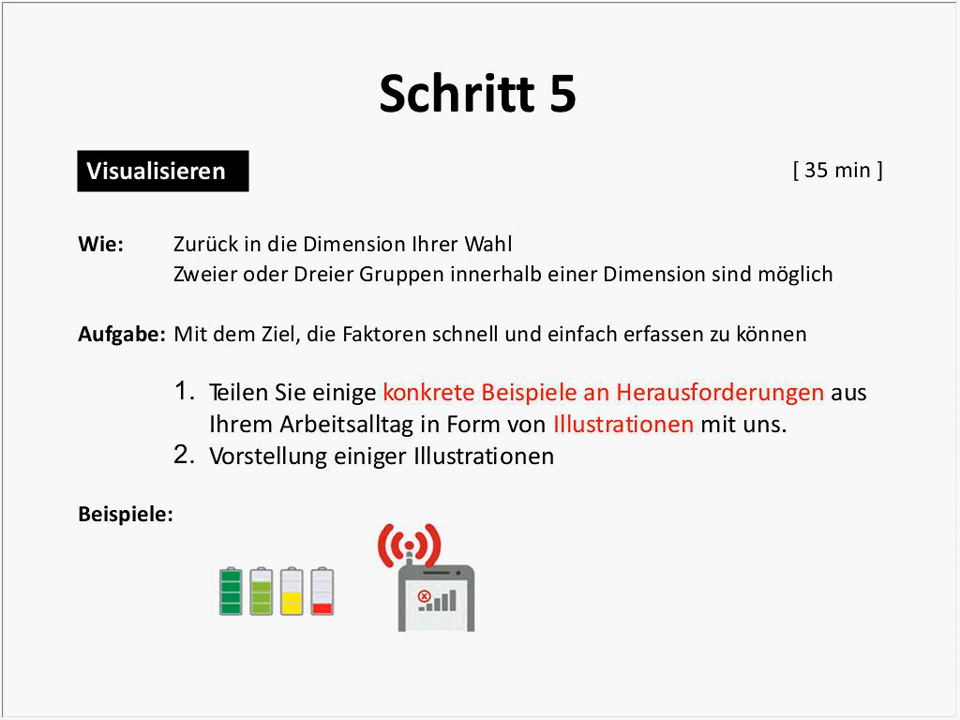 Schritt 5
Visualisieren
[ 35 min ]
Wie: Zurück in die Dimension Ihrer Wahl
Zweier oder Dreier Gruppen innerhalb einer Dimension sind möglich
Aufgabe: Mit dem Ziel, die Faktoren schnell und einfach erfassen zu können
1. Teilen Sie einige konkrete Beispiele an Herausforderungen aus
Ihrem Arbeitsalltag in Form von Illustrationen mit uns.
2. Vorstellung einiger Illustrationen
Beispiele: